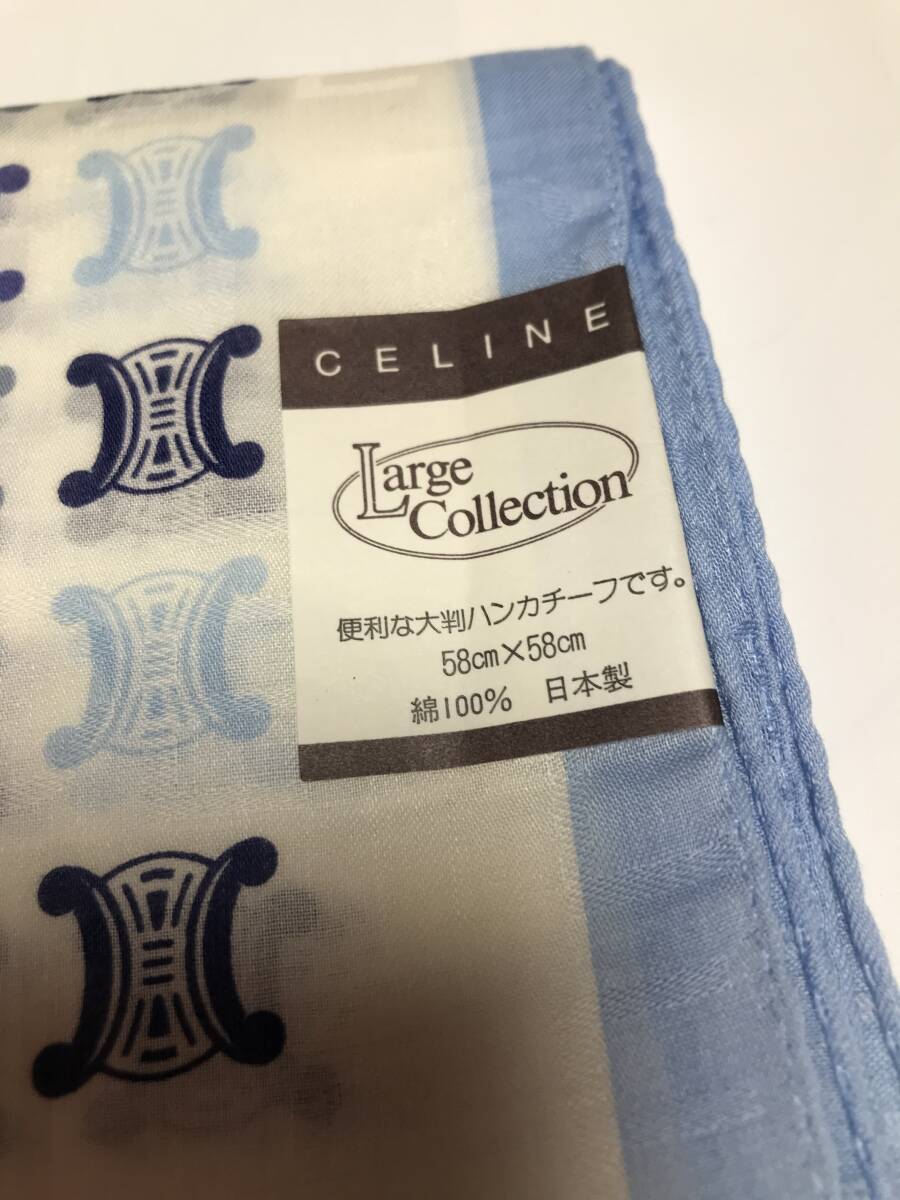 CELINE
Large
Collection
便利な大判ハンカチーフです。
58㎝×58㎝
綿100% 日本製